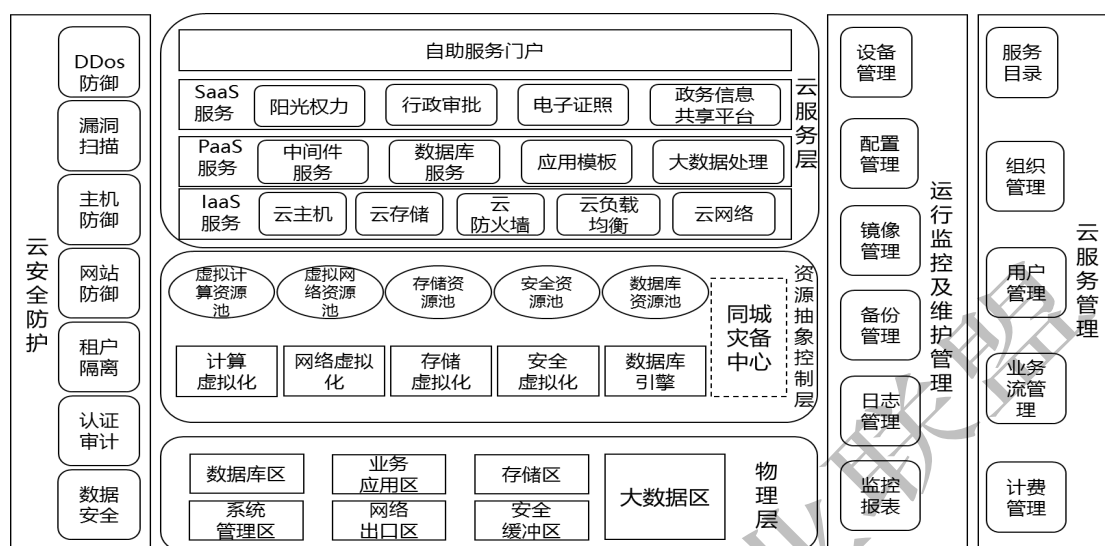 云安全防护
DDos
防御
漏洞
扫描
主机
防御
网站
防御
租户
隔离
认证
审计
数据
安全
云服务层
自助服务门户
SaaS
服务
阳光权力
行政审批
电子证照
政务信息
共享平台
PaaS
服务
中间件
服务
数据库
服务
应用模板
大数据处理
IaaS
服务
云主机
云存储
云
防火墙
云负载
均衡
云网络
资源抽象控制层
虚拟计
算资源
池
虚拟网
络资源
池
存储资
源池
安全资
源池
数据库
资源池
同城
灾备
中心
计算
虚拟化
网络虚拟
化
存储
虚拟化
安全
虚拟化
数据库
引擎
物理层
数据库区
业务
应用区
存储区
大数据区
系统
管理区
网络
出口区
安全
缓冲区
运行监控及维护管理
设备
管理
配置
管理
镜像
管理
备份
管理
日志
管理
监控
报表
云服务管理
服务
目录
组织
管理
用户
管理
业务
流管
理
计费
管理
联盟